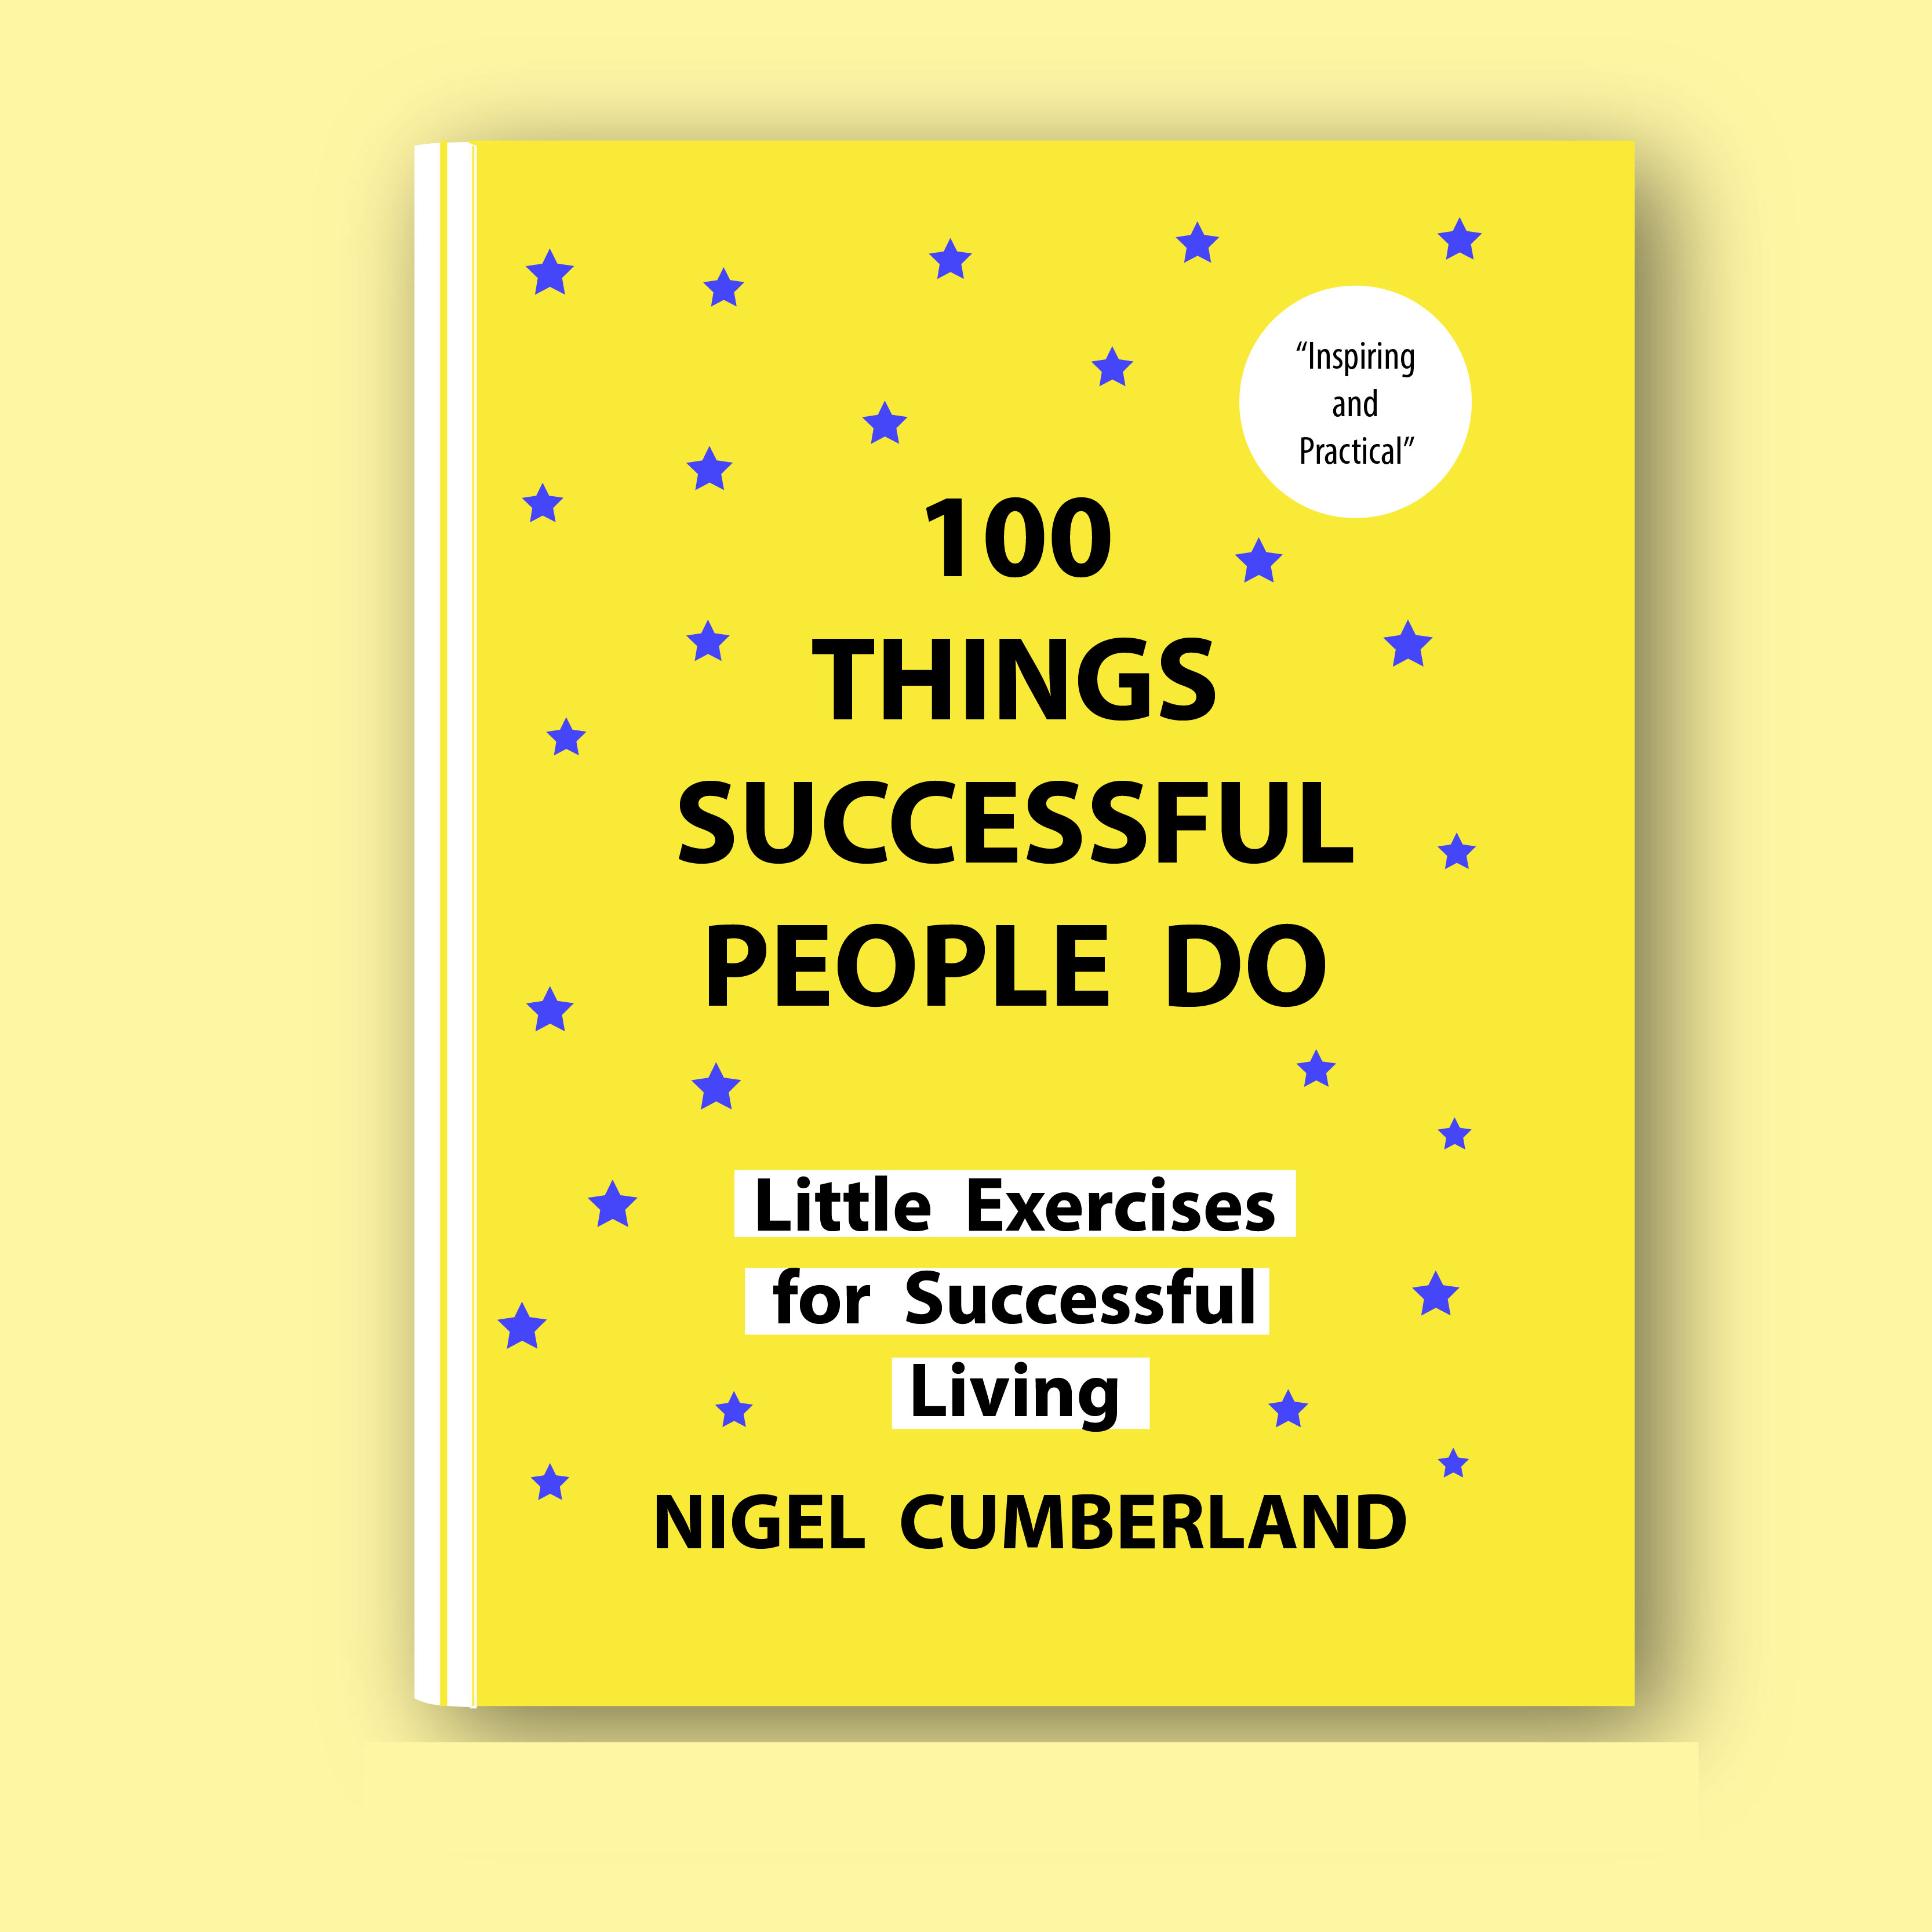 “Inspiring
and
Practical”
100
THINGS
SUCCESSFUL
PEOPLE DO
Little Exercises
for Successful
Living
NIGEL CUMBERLAND